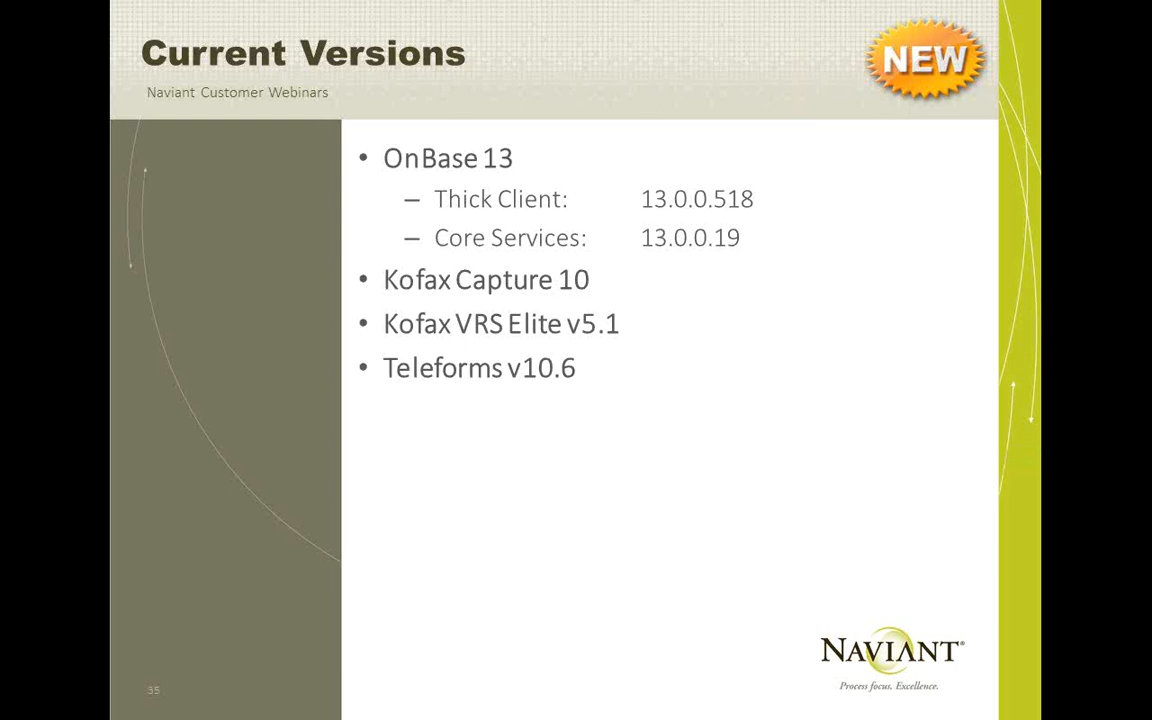 Current Versions
NEW
Naviant Customer Webinars
• OnBase 13
– Thick Client: 13.0.0.518
– Core Services: 13.0.0.19
• Kofax Capture 10
• Kofax VRS Elite v5.1
• Teleforms v10.6
NAVIANT®
Process focus. Excellence.
35